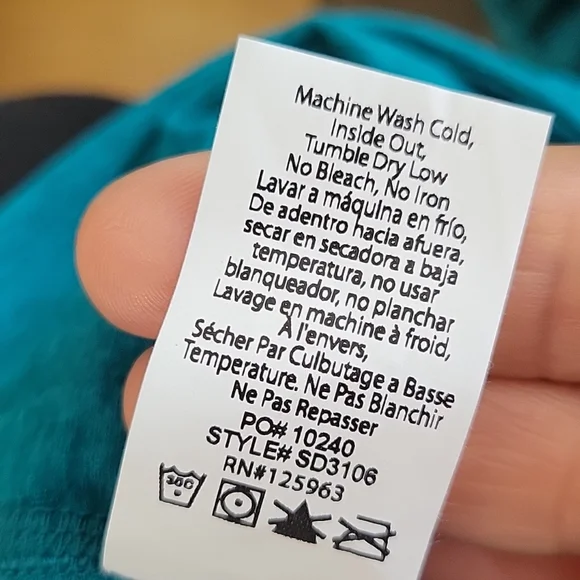 Machine Wash Cold,
Inside Out,
Tumble Dry Low
No Bleach, No Iron
Lavar a máquina en frío,
De adentro hacia afuera,
secar en secadora a baja
temperatura, no usar
blanqueador, no planchar
Lavage en machine à froid,
À l'envers,
Sécher Par Culbutage a Basse
Temperature. Ne Pas Blanchir
Ne Pas Repasser
PO# 10240
STYLE# SD3106
RN#125963
30C